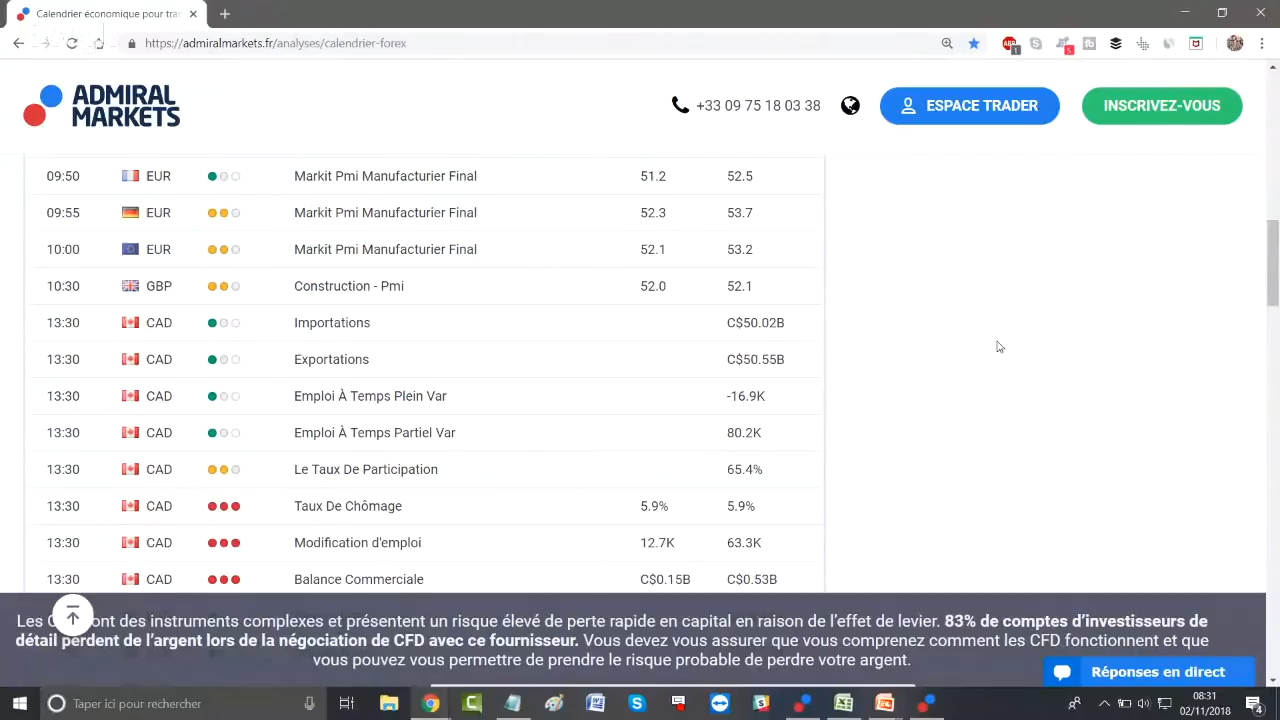 Calendrier économique pour tra
https://admiralmarkets.fr/analyse/calendrier-forex
ADMIRAL
MARKETS
+33 09 75 18 03 38
ESPACE TRADER
INSCRIVEZ-VOUS
09:50 EUR Markit Pmi Manufacturier Final 51.2 52.5
09:55 EUR Markit Pmi Manufacturier Final 52.3 53.7
10:00 EUR Markit Pmi Manufacturier Final 52.1 53.2
10:30 GBP Construction - Pmi 52.0 52.1
13:30 CAD Importations C$50.02B
13:30 CAD Exportations C$50.55B
13:30 CAD Emploi À Temps Plein Var -16.9K
13:30 CAD Emploi À Temps Partiel Var 80.2K
13:30 CAD Le Taux De Participation 65.4%
13:30 CAD Taux De Chômage 5.9% 5.9%
13:30 CAD Modification d'emploi 12.7K 63.3K
13:30 CAD Balance Commerciale C$0.15B C$0.53B
Les ont des instruments complexes et présentent un risque élevé de perte rapide en capital en raison de l'effet de levier. 83% de comptes d'investisseurs de
détail perdent de l'argent lors de la négociation de CFD avec ce fournisseur. Vous devez vous assurer que vous comprenez comment les CFD fonctionnent et que
vous pouvez vous permettre de prendre le risque probable de perdre votre argent.
Réponses en direct
Taper ici pour rechercher
08:31
02/11/2018